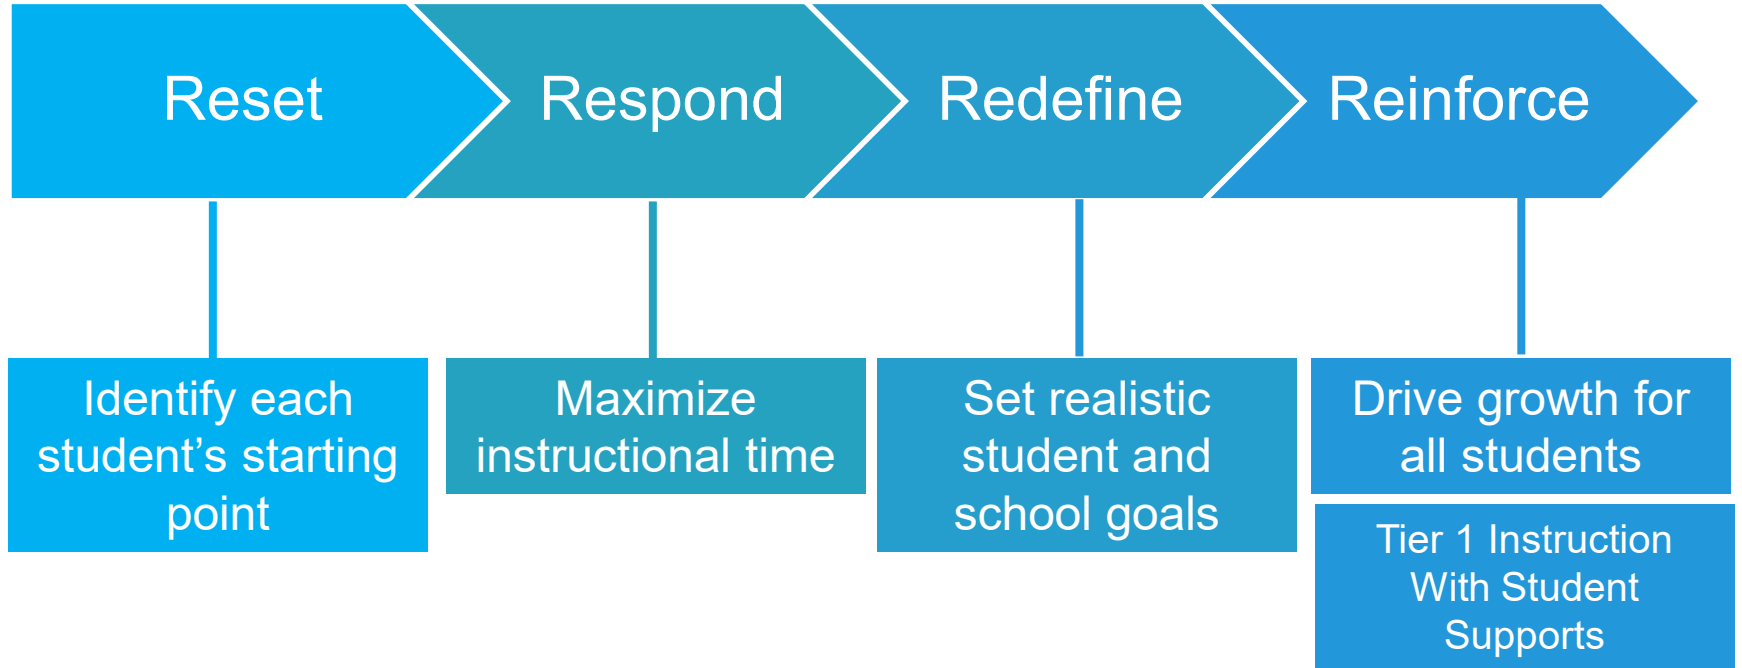 Reset
Respond
Redefine
Reinforce
Identify each
student’s starting
point
Maximize
instructional time
Set realistic
student and
school goals
Drive growth for
all students
Tier 1 Instruction
With Student
Supports